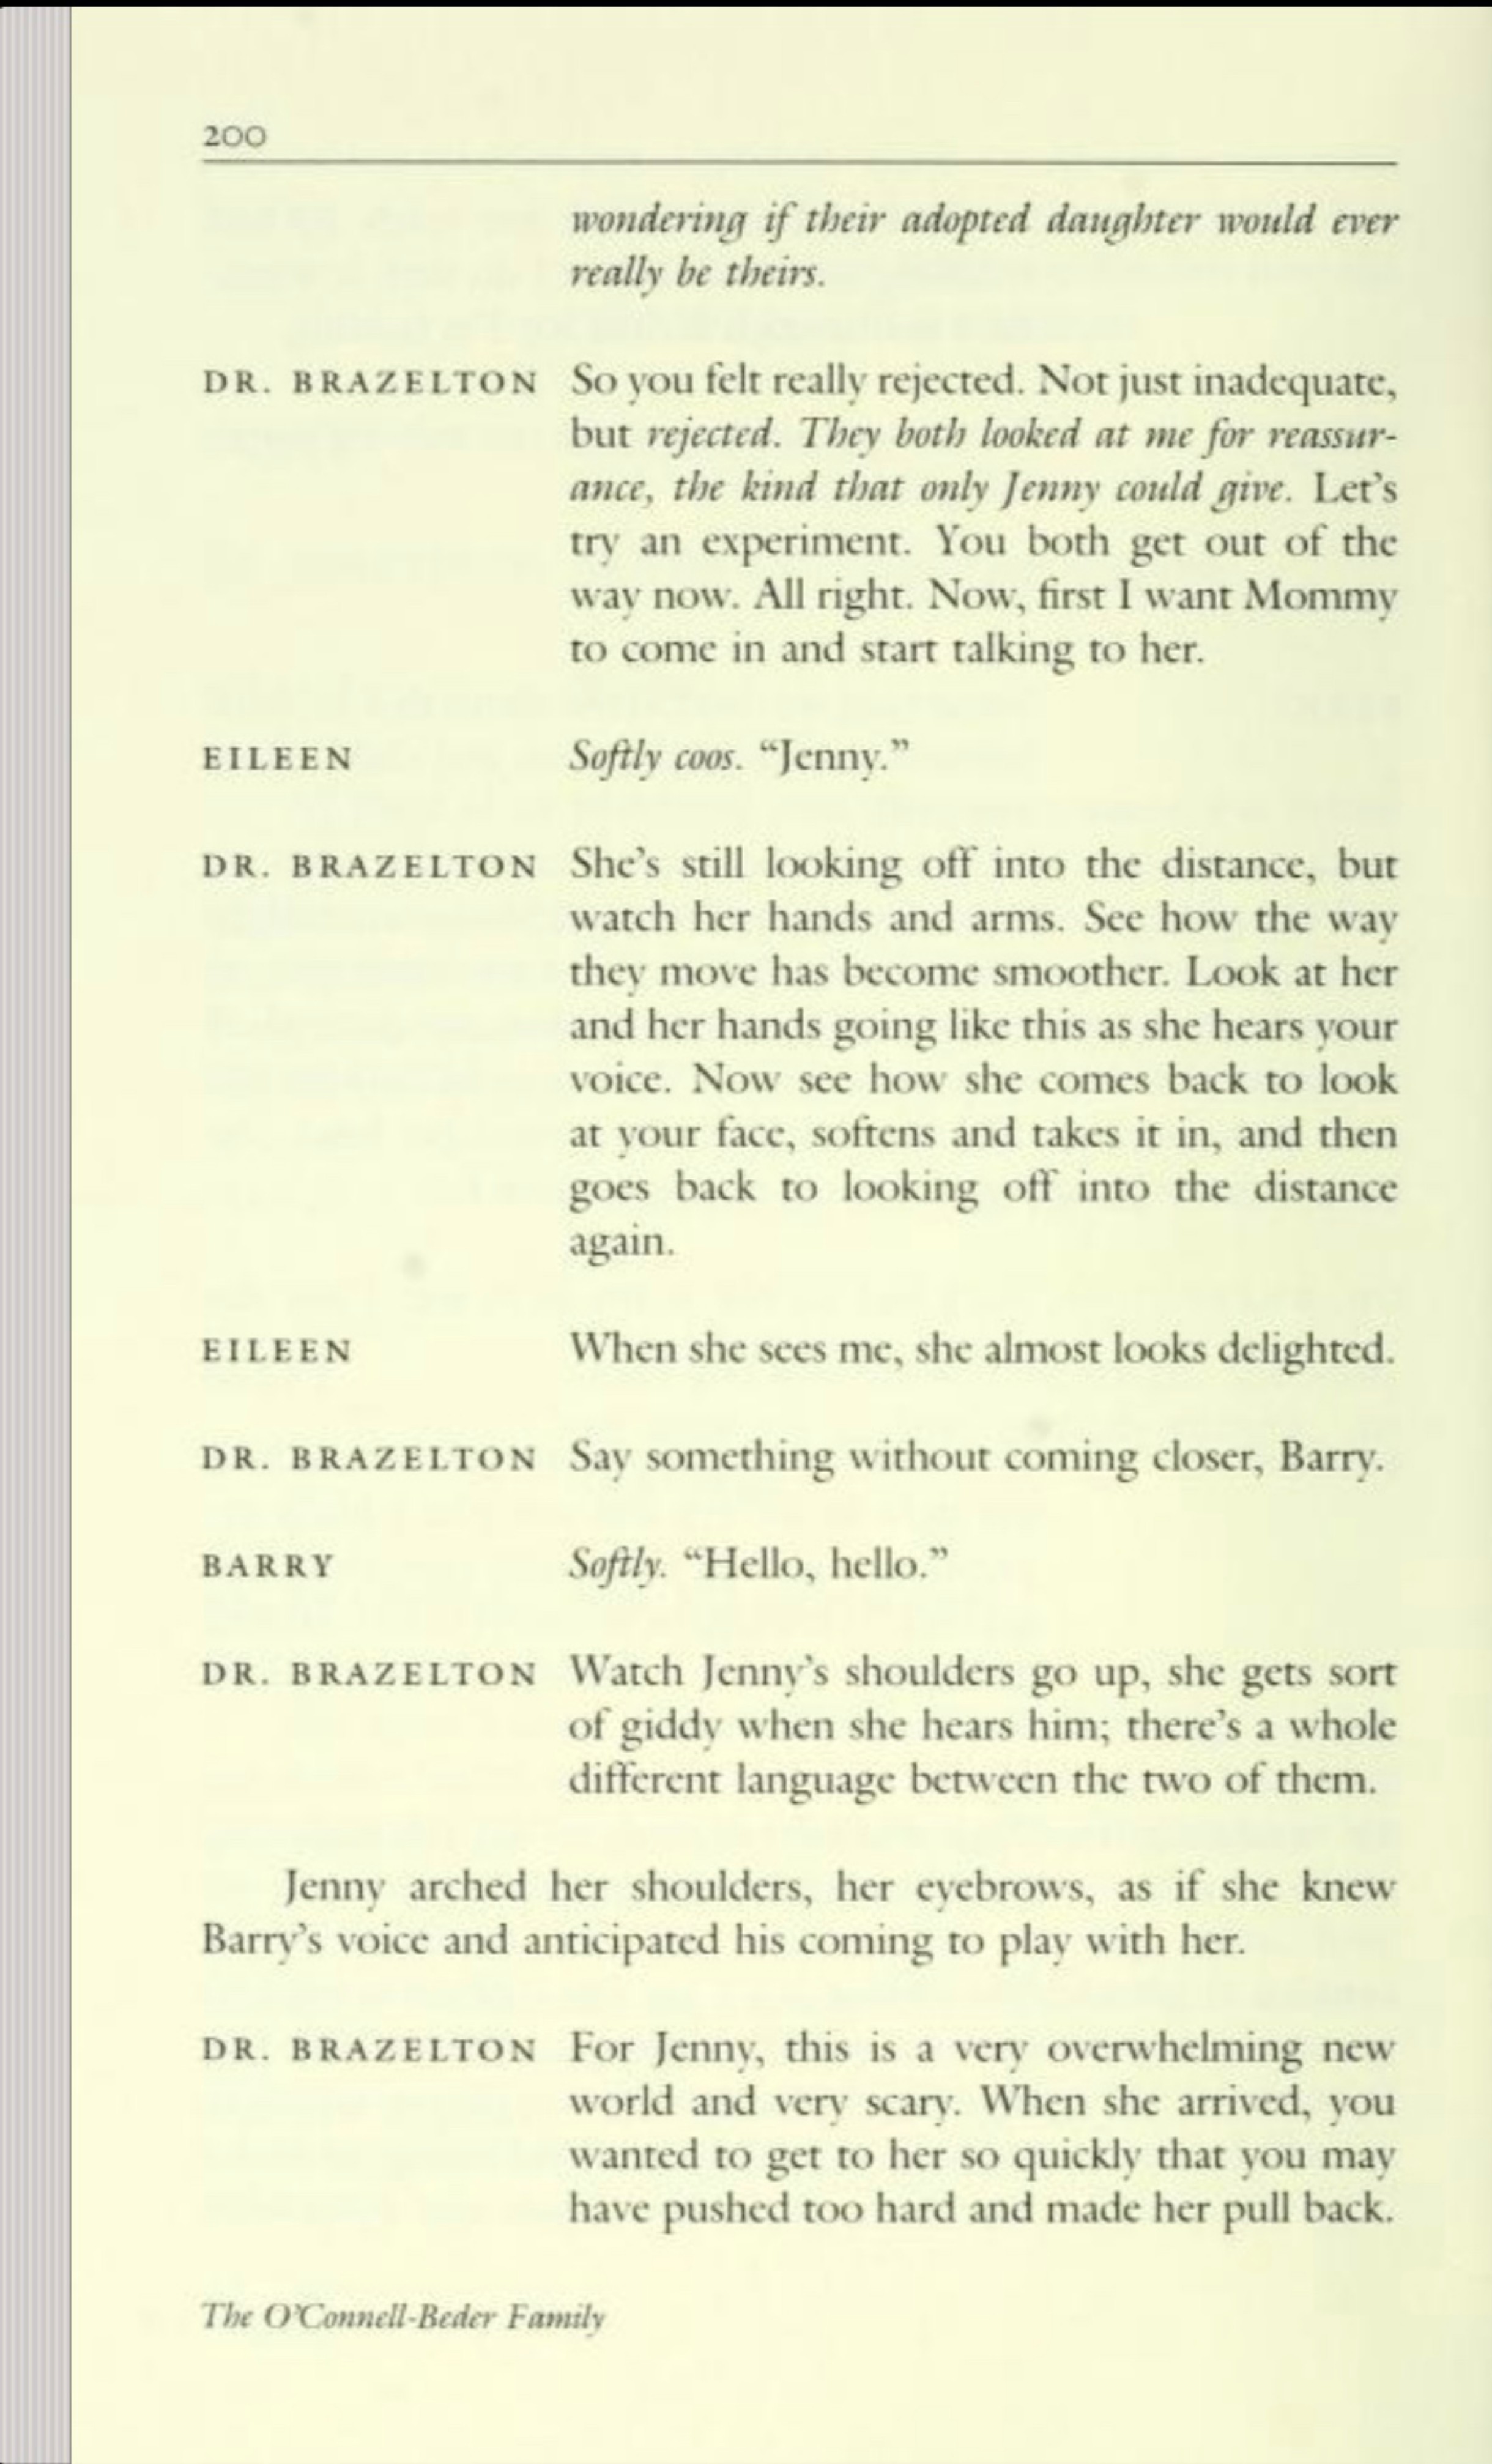 200
wondering if their adopted daughter would ever
really be theirs.
DR. BRAZELTON So you felt really rejected. Not just inadequate,
but rejected. They both looked at me for reassur-
ance, the kind that only Jenny could give. Let's
try an experiment. You both get out of the
way now. All right. Now, first I want Mommy
to come in and start talking to her.
EILEEN Softly coos. “Jenny.”
DR. BRAZELTON She's still looking off into the distance, but
watch her hands and arms. See how the way
they move has become smoother. Look at her
and her hands going like this as she hears your
voice. Now see how she comes back to look
at your face, softens and takes it in, and then
goes back to looking off into the distance
again.
EILEEN When she sees me, she almost looks delighted.
DR. BRAZELTON Say something without coming closer, Barry.
BARRY Softly. “Hello, hello.”
DR. BRAZELTON Watch Jenny's shoulders go up, she gets sort
of giddy when she hears him; there's a whole
different language between the two of them.
Jenny arched her shoulders, her eyebrows, as if she knew
Barry's voice and anticipated his coming to play with her.
DR. BRAZELTON For Jenny, this is a very overwhelming new
world and very scary. When she arrived, you
wanted to get to her so quickly that you may
have pushed too hard and made her pull back.
The O'Connell-Beder Family